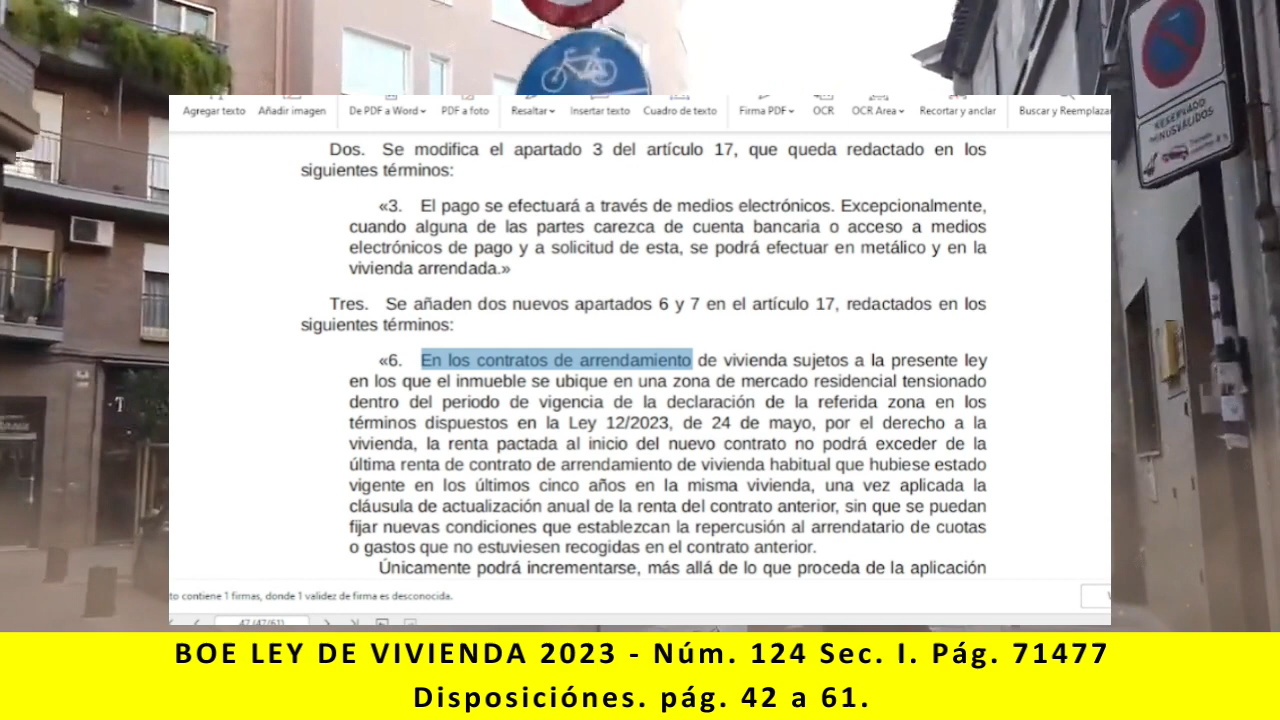 RESERVADO
MINUSVALIDOS
Agregar texto Añadir imagen De PDF a Word PDF a foto Resaltar Insertar texto Cuadro de texto Firma PDF OCR OCR Area Recortar y anclar Buscar y Reemplaza
Dos. Se modifica el apartado 3 del artículo 17, que queda redactado en los
siguientes términos:
«3. El pago se efectuará a través de medios electrónicos. Excepcionalmente,
cuando alguna de las partes carezca de cuenta bancaria o acceso a medios
electrónicos de pago y a solicitud de esta, se podrá efectuar en metálico y en la
vivienda arrendada.»
Tres. Se añaden dos nuevos apartados 6 y 7 en el artículo 17, redactados en los
siguientes términos:
«6. En los contratos de arrendamiento de vivienda sujetos a la presente ley
en los que el inmueble se ubique en una zona de mercado residencial tensionado
dentro del periodo de vigencia de la declaración de la referida zona en los
términos dispuestos en la Ley 12/2023, de 24 de mayo, por el derecho a la
vivienda, la renta pactada al inicio del nuevo contrato no podrá exceder de la
última renta de contrato de arrendamiento de vivienda habitual que hubiese estado
vigente en los últimos cinco años en la misma vivienda, una vez aplicada la
cláusula de actualización anual de la renta del contrato anterior, sin que se puedan
fijar nuevas condiciones que establezcan la repercusión al arrendatario de cuotas
o gastos que no estuviesen recogidas en el contrato anterior.
Únicamente podrá incrementarse, más allá de lo que proceda de la aplicación
to contiene 1 firmas, donde 1 validez de firma es desconocida.
47 (47/61)
BOE LEY DE VIVIENDA 2023 - Núm. 124 Sec. I. Pág. 71477
Disposiciónes. pág. 42 a 61.